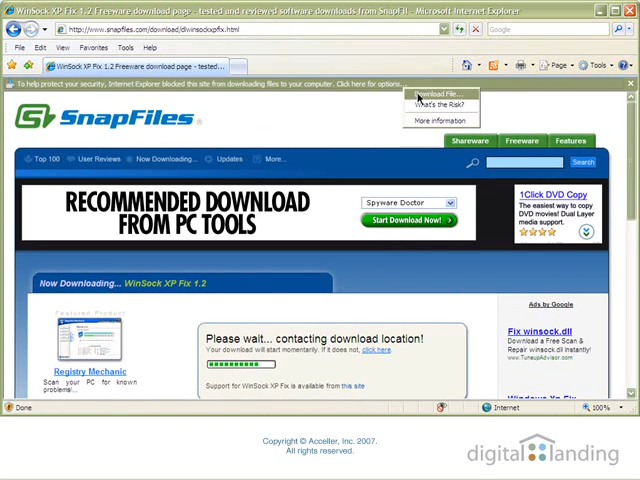 WinSock XP Fix 1.2 Freeware download page - tested and reviewed software downloads from SnapFil - Microsoft Internet Explorer
http://www.snapfiles.com/download/dlwinsockxpfix.html
File Edit View Favorites Tools Help
WinSock XP Fix 1.2 Freeware download page - tested...
Page Tools
To help protect your security, Internet Explorer blocked this site from downloading files to your computer. Click here for options...
Download File...
What's the Risk?
More information
SnapFiles
Shareware Freeware Features
Top 100 User Reviews Now Downloading... Updates More...
Search
RECOMMENDED DOWNLOAD
FROM PC TOOLS
Spyware Doctor
Start Download Now!
1Click DVD Copy
The easiest way to copy
DVD movies! Dual Layer
media support.
Now Downloading... WinSock XP Fix 1.2
Featured Product
Registry Mechanic
Scan your PC for known
problems!...
Please wait... contacting download location!
Your download will start momentarily. If it does not, click here.
Support for WinSock XP Fix is available from this site
Ads by Google
Fix winsock.dll
Download a Free Scan &
Repair winsock.dll Instantly!
www.TuneupAdvisor.com
Windows Xp Fix
Done
Internet
100%
Copyright © Acceller, Inc. 2007.
All rights reserved.
digital landing